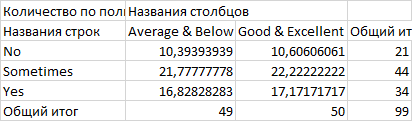 Количество по пол Названия столбцов
Названия строк Average & Below Good & Excellent Общий ит
No 10,39393939 10,60606061 21
Sometimes 21,77777778 22,22222222 44
Yes 16,82828283 17,17171717 34
Общий итог 49 50 99